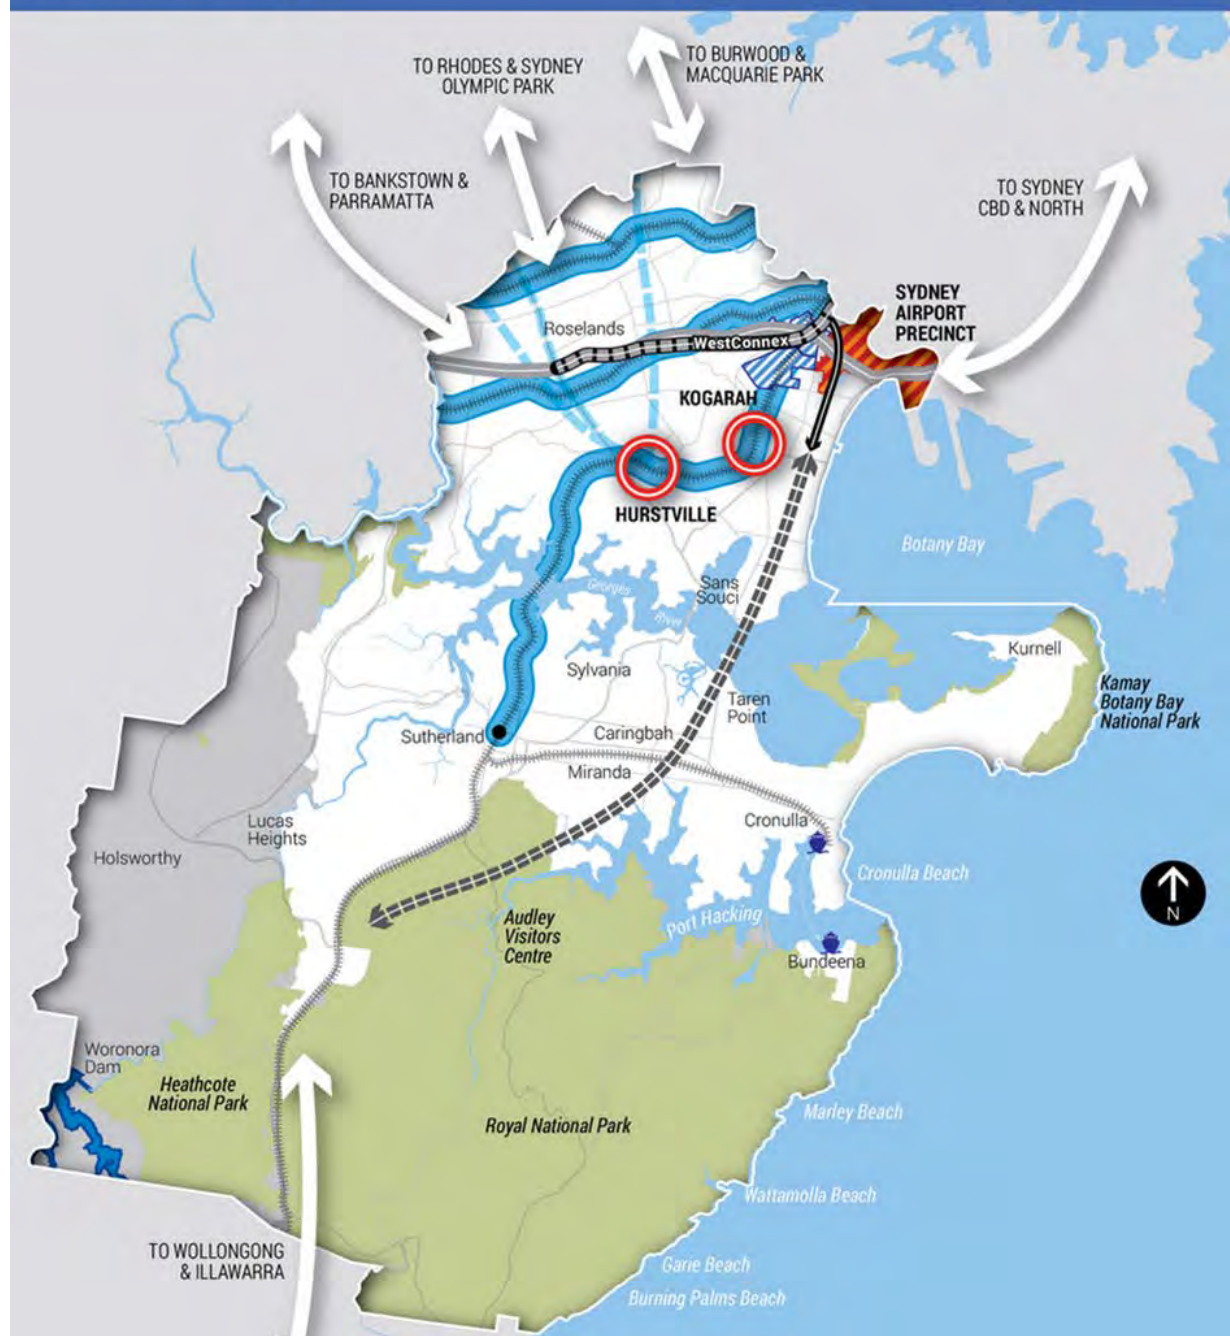 TO BURWOOD &
MACQUARIE PARK
TO RHODES & SYDNEY
OLYMPIC PARK
TO BANKSTOWN &
PARRAMATTA
TO SYDNEY
CBD & NORTH
SYDNEY
AIRPORT
PRECINCT
Roselands
WestConnex
KOGARAH
HURSTVILLE
Botany Bay
Georges
River
Sans
Souci
Sylvania
Kurnell
Kamay
Botany Bay
National Park
Taren
Point
Sutherland
Caringbah
Miranda
Lucas
Heights
Cronulla
Holsworthy
Cronulla Beach
N
Audley
Visitors
Centre
Port Hacking
Bundeena
Woronora
Dam
Heathcote
National Park
Royal National Park
Marley Beach
Wattamolla Beach
TO WOLLONGONG
& ILLAWARRA
Garie Beach
Burning Palms Beach